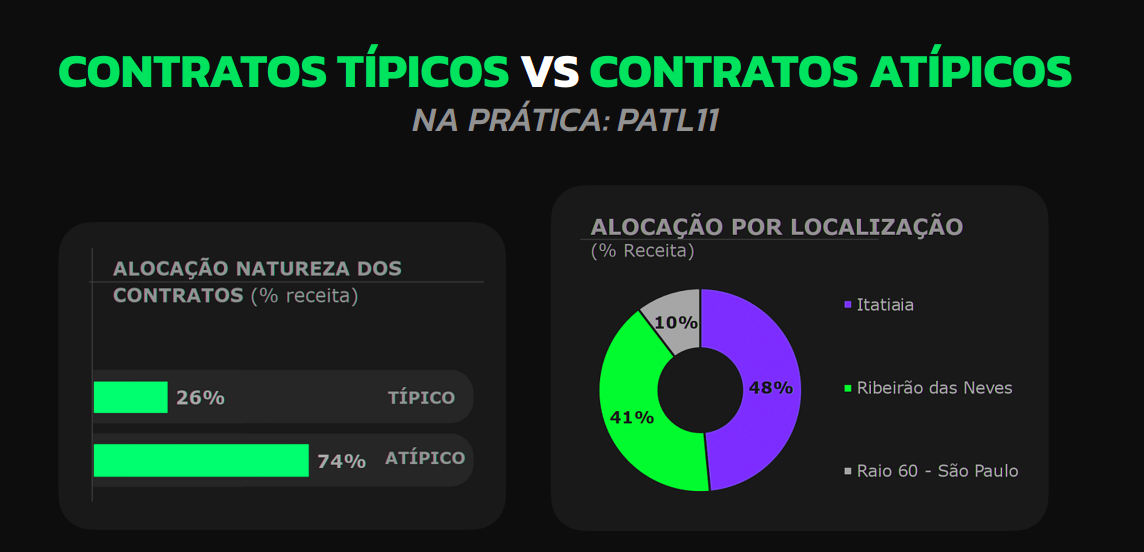 CONTRATOS TÍPICOS VS CONTRATOS ATÍPICOS
NA PRÁTICA: PATL11
ALOCAÇÃO NATUREZA DOS
CONTRATOS (% receita)
26%
TÍPICO
74%
ATÍPICO
ALOCAÇÃO POR LOCALIZAÇÃO
(% Receita)
10%
48%
41%
Itatiaia
Ribeirão das Neves
Raio 60 - São Paulo